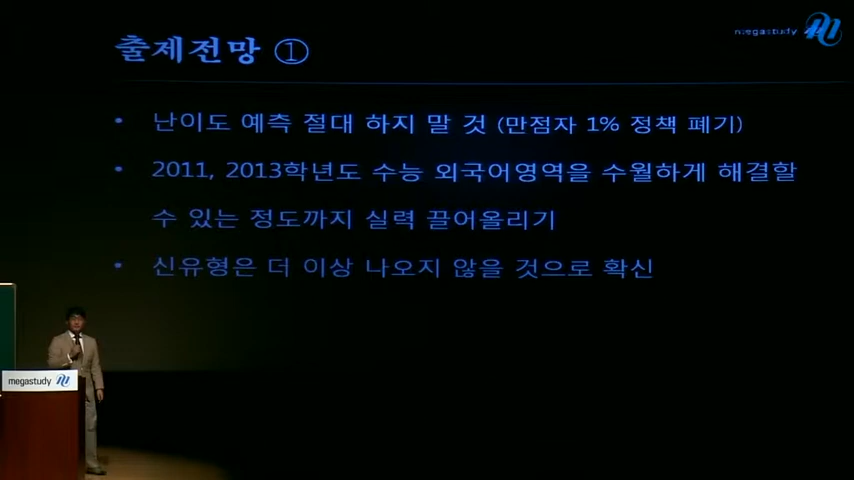 megastudy
출제전망 ①
• 난이도 예측 절대 하지 말 것 (만점자 1% 정책 폐기)
• 2011, 2013학년도 수능 외국어영역을 수월하게 해결할
수 있는 정도까지 실력 끌어올리기
• 신유형은 더 이상 나오지 않을 것으로 확신
megastudy